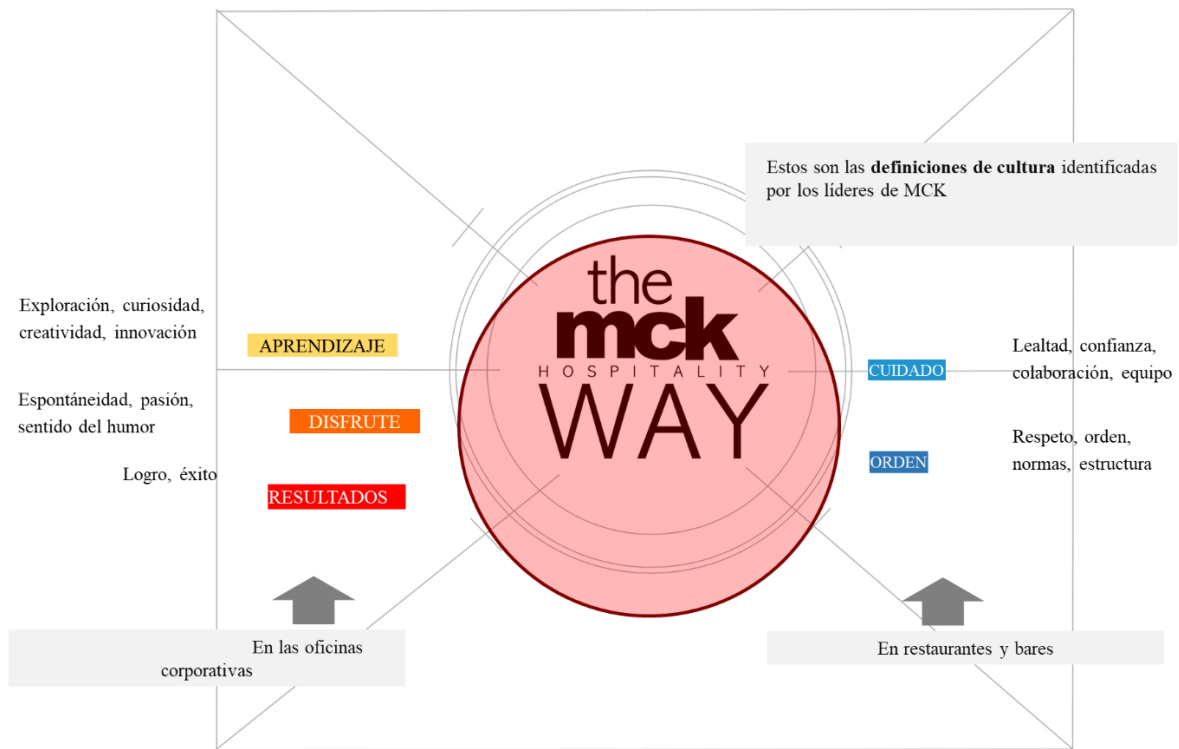 Estos son las definiciones de cultura identificadas
por los líderes de MCK
the
mck
HOSPITALITY
WAY
Exploración, curiosidad,
creatividad, innovación
APRENDIZAJE
Espontáneidad, pasión,
sentido del humor
DISFRUTE
Logro, éxito
RESULTADOS
En las oficinas
corporativas
CUIDADO
Lealtad, confianza,
colaboración, equipo
ORDEN
Respeto, orden,
normas, estructura
En restaurantes y bares